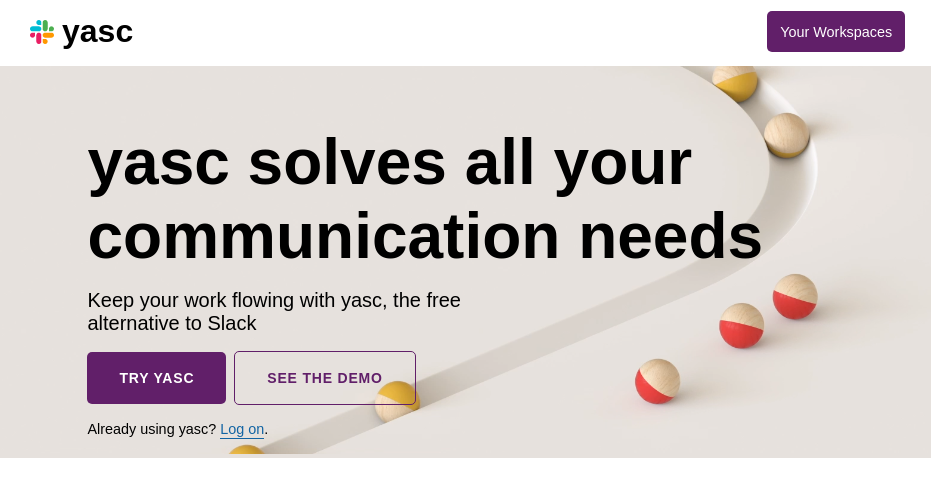 yasc
Your Workspaces
yasc solves all your
communication needs
Keep your work flowing with yasc, the free
alternative to Slack
TRY YASC
SEE THE DEMO
Already using yasc? Log on.